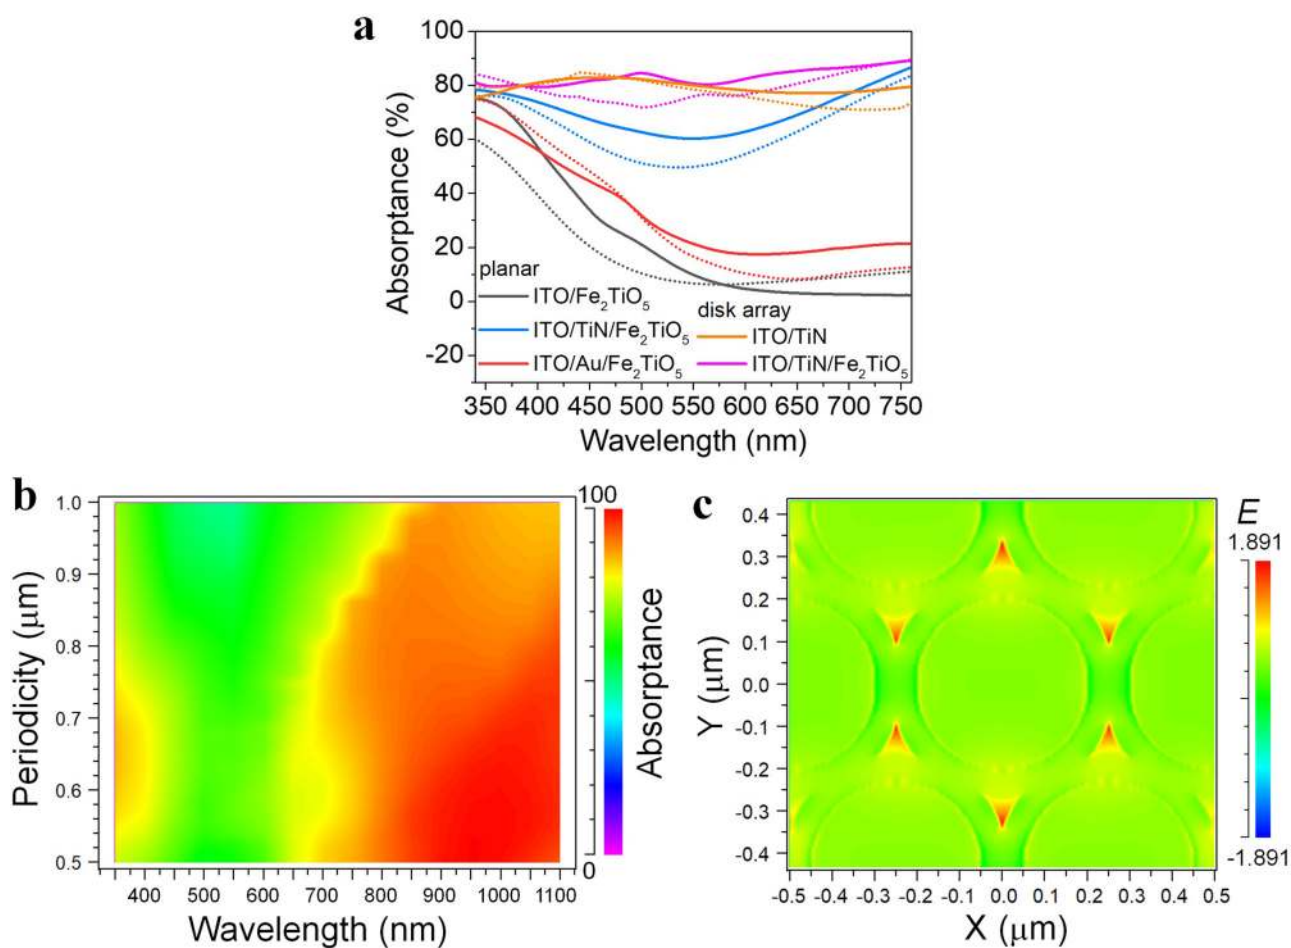 a
100
80
60
40
20
0
-20
Absorptance (%)
planar
ITO/Fe₂TiO₅
ITO/TiN/Fe₂TiO₅
ITO/Au/Fe₂TiO₅
disk array
ITO/TiN
ITO/TiN/Fe₂TiO₅
350 400 450 500 550 600 650 700 750
Wavelength (nm)
b
1.0
0.9
0.8
0.7
0.6
0.5
Periodicity (μm)
400 500 600 700 800 900 1000 1100
Wavelength (nm)
100
0
Absorptance
c
0.4
0.3
0.2
0.1
0.0
-0.1
-0.2
-0.3
-0.4
Y (μm)
-0.5 -0.4 -0.3 -0.2 -0.1 0.0 0.1 0.2 0.3 0.4 0.5
X (μm)
E
1.891
-1.891